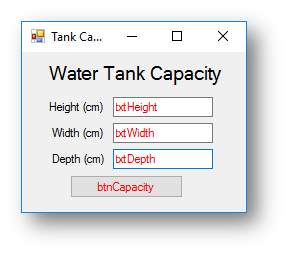 Tank Ca...
Water Tank Capacity
Height (cm) txtHeight
Width (cm) txtWidth
Depth (cm) txtDepth
btnCapacity